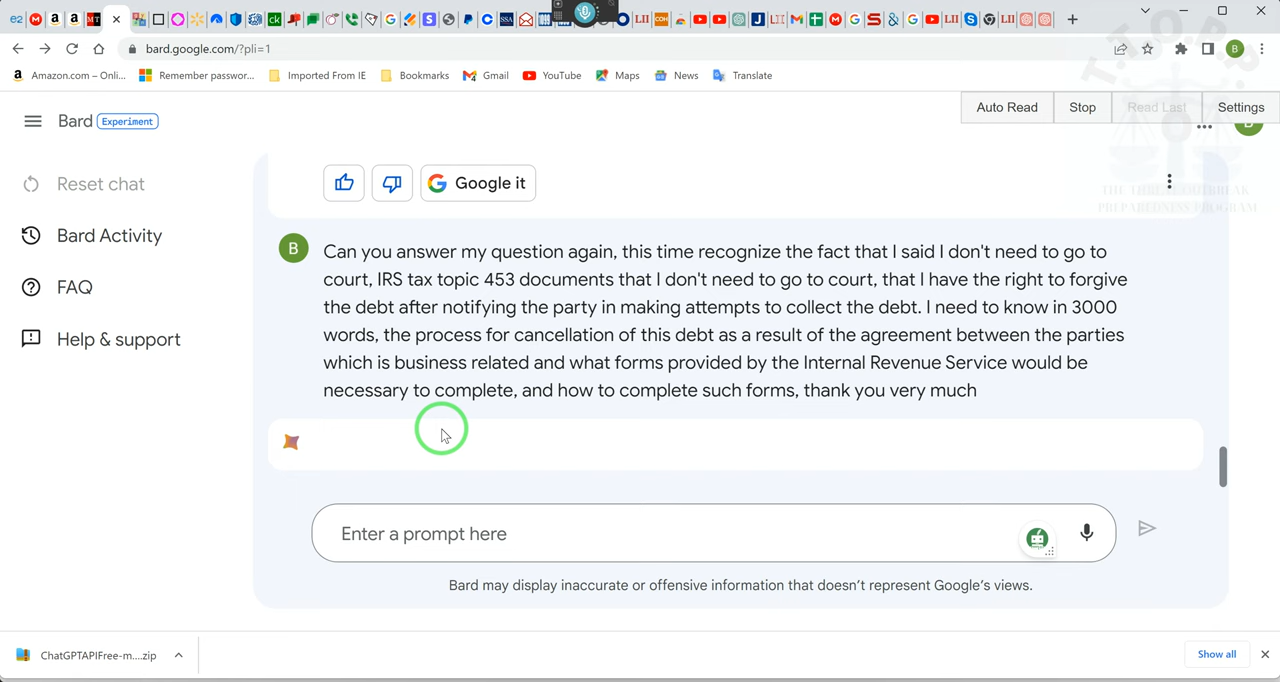 bard.google.com/?pli=1
B
Amazon.com – Onli...
Remember passwor...
Imported From IE
Bookmarks
Gmail
YouTube
Maps
News
Translate
Auto Read
Stop
Read Last
Settings
Bard
Experiment
Reset chat
Bard Activity
FAQ
Help & support
Google it
B
Can you answer my question again, this time recognize the fact that I said I don't need to go to
court, IRS tax topic 453 documents that I don't need to go to court, that I have the right to forgive
the debt after notifying the party in making attempts to collect the debt. I need to know in 3000
words, the process for cancellation of this debt as a result of the agreement between the parties
which is business related and what forms provided by the Internal Revenue Service would be
necessary to complete, and how to complete such forms, thank you very much
Enter a prompt here
Bard may display inaccurate or offensive information that doesn't represent Google's views.
ChatGPTAPIFree-m....zip
Show all
T.T.O.P.P.
THE THREE OUTBREAK
PREPAREDNESS PROGRAM